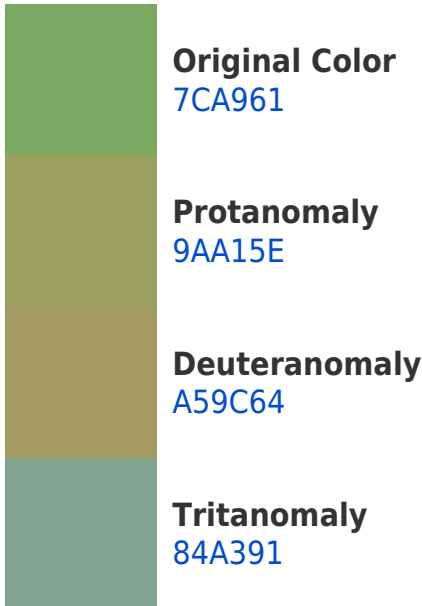 Original Color
7CA961
Protanomaly
9AA15E
Deuteranomaly
A59C64
Tritanomaly
84A391